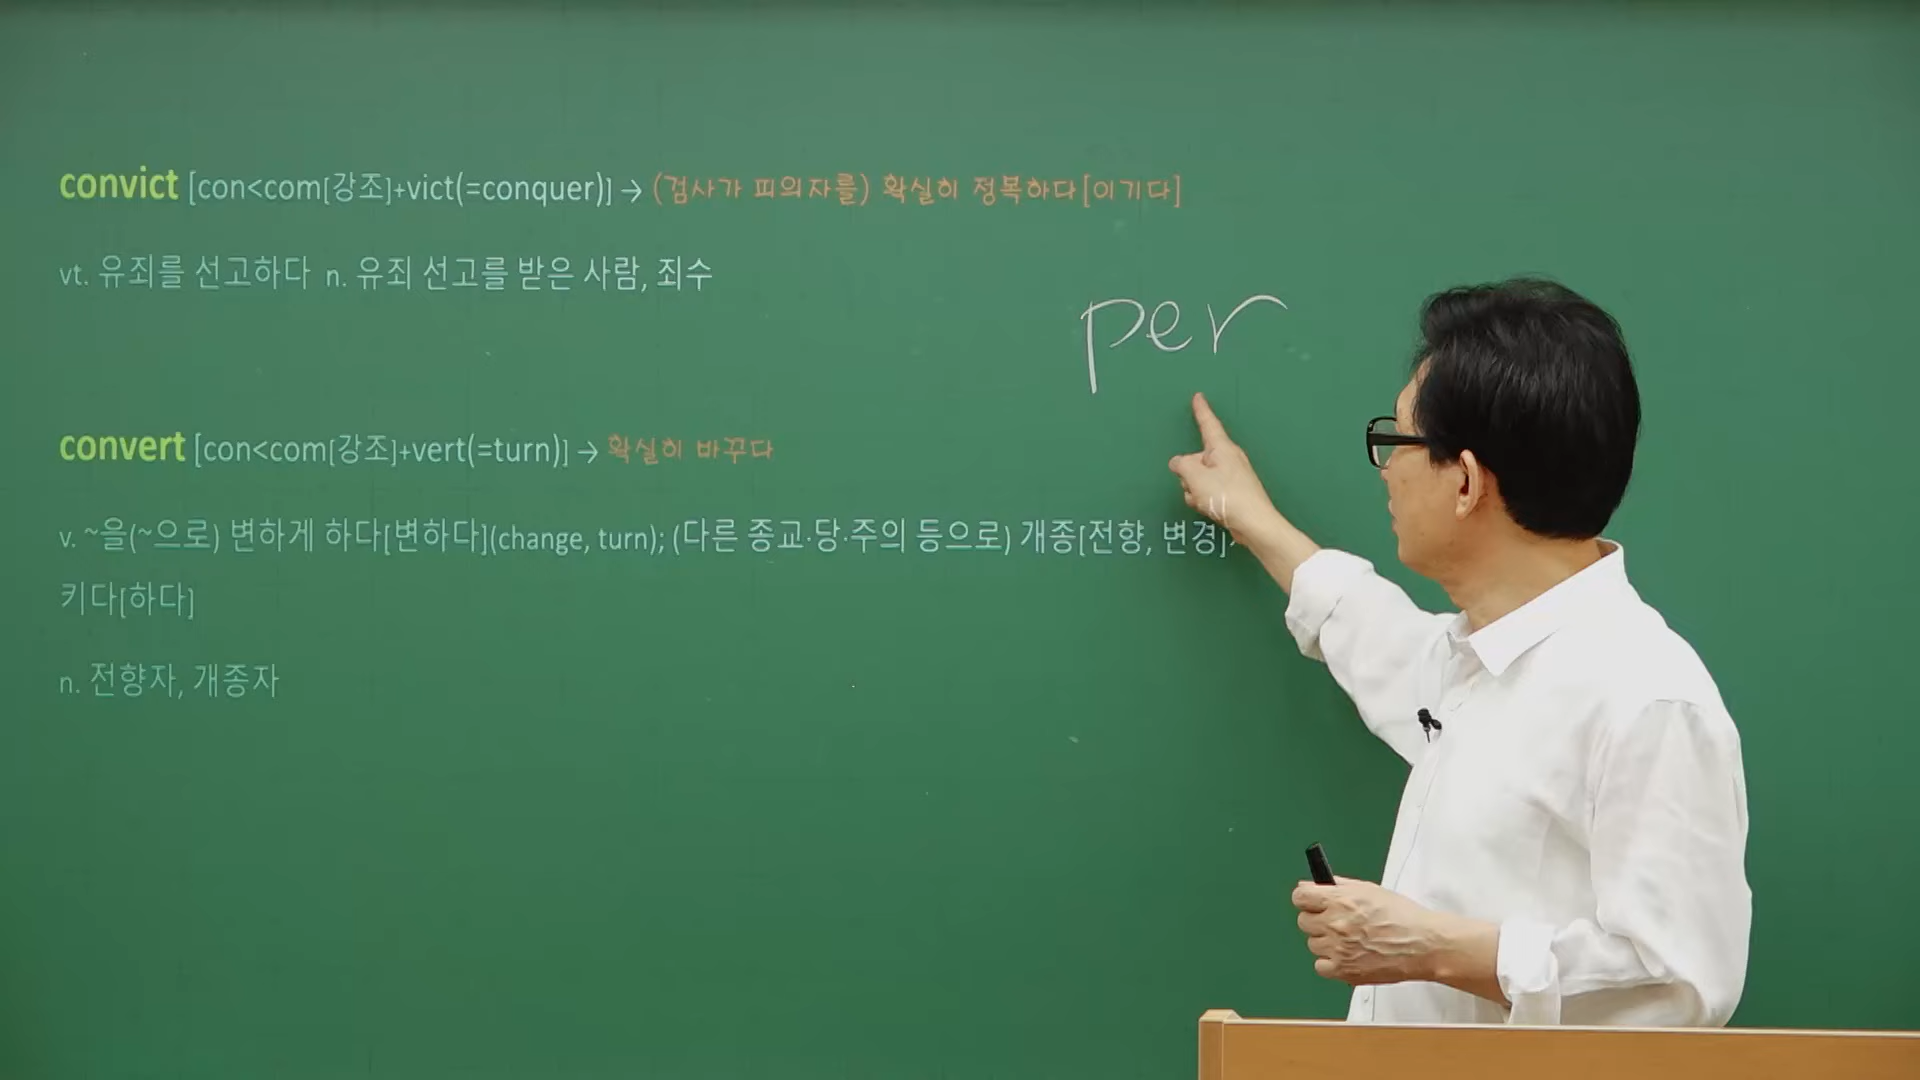 convict [con<com[강조]+vict(=conquer)] → (검사가 피의자를) 확실히 정복하다[이기다]
vt. 유죄를 선고하다 n. 유죄 선고를 받은 사람, 죄수
per
convert [con<com[강조]+vert(=turn)] → 확실히 바꾸다
v. ~을(~으로) 변하게 하다[변하다](change, turn); (다른 종교·당·주의 등으로) 개종[전향, 변경]
키다[하다]
n. 전향자, 개종자